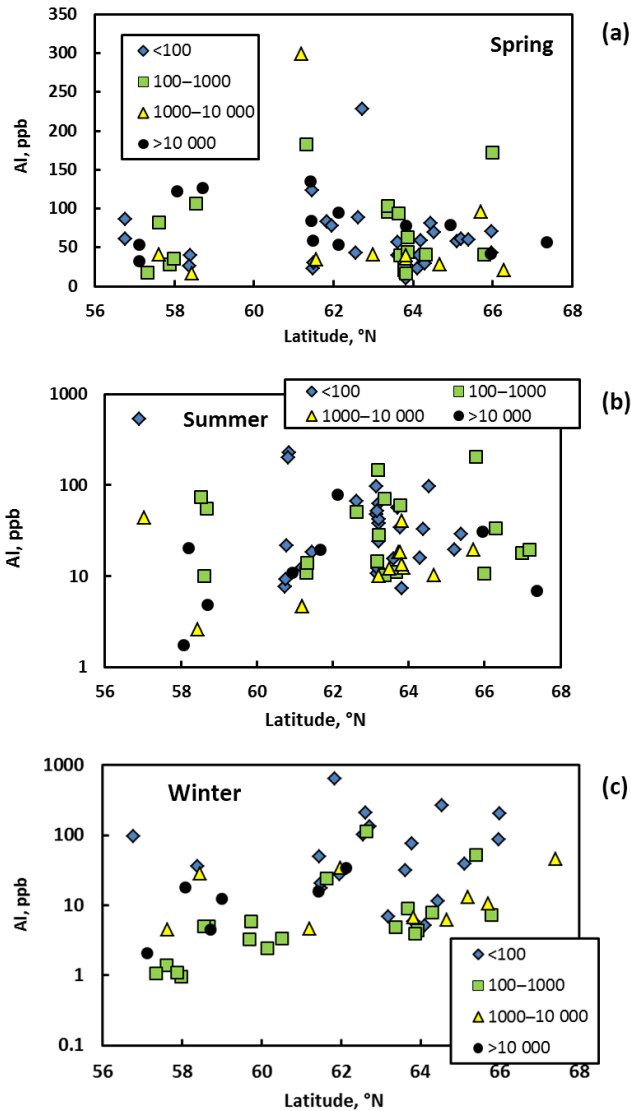 (a)
Spring
<100
100–1000
1000–10 000
>10 000
350
300
250
200
150
100
50
0
Al, ppb
56 58 60 62 64 66 68
Latitude, °N
(b)
Summer
<100 100–1000
1000–10 000 >10 000
1000
100
10
1
Al, ppb
56 58 60 62 64 66 68
Latitude, °N
(c)
Winter
1000
100
10
1
0.1
Al, ppb
<100
100–1000
1000–10 000
>10 000
56 58 60 62 64 66 68
Latitude, °N